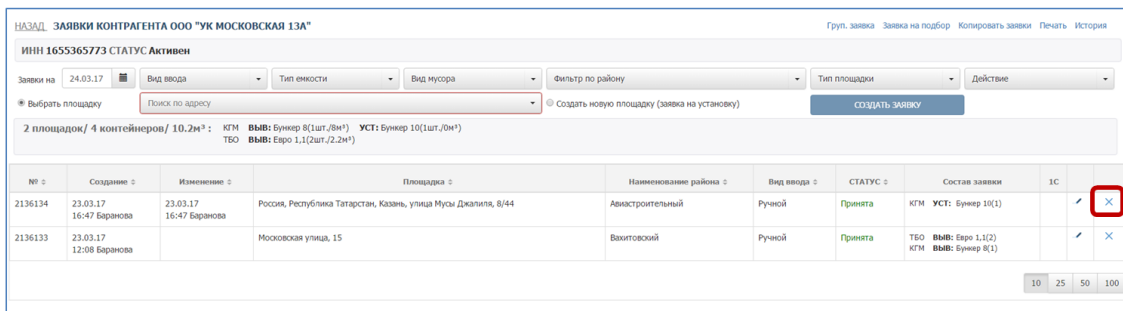 НАЗАД ЗАЯВКИ КОНТРАГЕНТА ООО "УК МОСКОВСКАЯ 13А"
Груп. заявка Заявка на подбор Копировать заявки Печать История
ИНН 1655365773 СТАТУС Активен
Заявки на 24.03.17 Вид ввода Тип емкости Вид мусора Фильтр по району Тип площадки Действие
Выбрать площадку Поиск по адресу Создать новую площадку (заявка на установку) СОЗДАТЬ ЗАЯВКУ
2 площадок/ 4 контейнеров/ 10.2м³ : КГМ ВЫВ: Бункер 8(1шт./8м³) УСТ: Бункер 10(1шт./0м³)
ТБО ВЫВ: Евро 1,1(2шт./2.2м³)
№ Создание Изменение Площадка Наименование района Вид ввода СТАТУС Состав заявки 1С
2136134 23.03.17 23.03.17 Россия, Республика Татарстан, Казань, улица Мусы Джалиля, 8/44 Авиастроительный Ручной Принята КГМ УСТ: Бункер 10(1)
16:47 Баранова 16:47 Баранова
2136133 23.03.17 Московская улица, 15 Вахитовский Ручной Принята ТБО ВЫВ: Евро 1,1(2)
12:08 Баранова КГМ ВЫВ: Бункер 8(1)
10 25 50 100